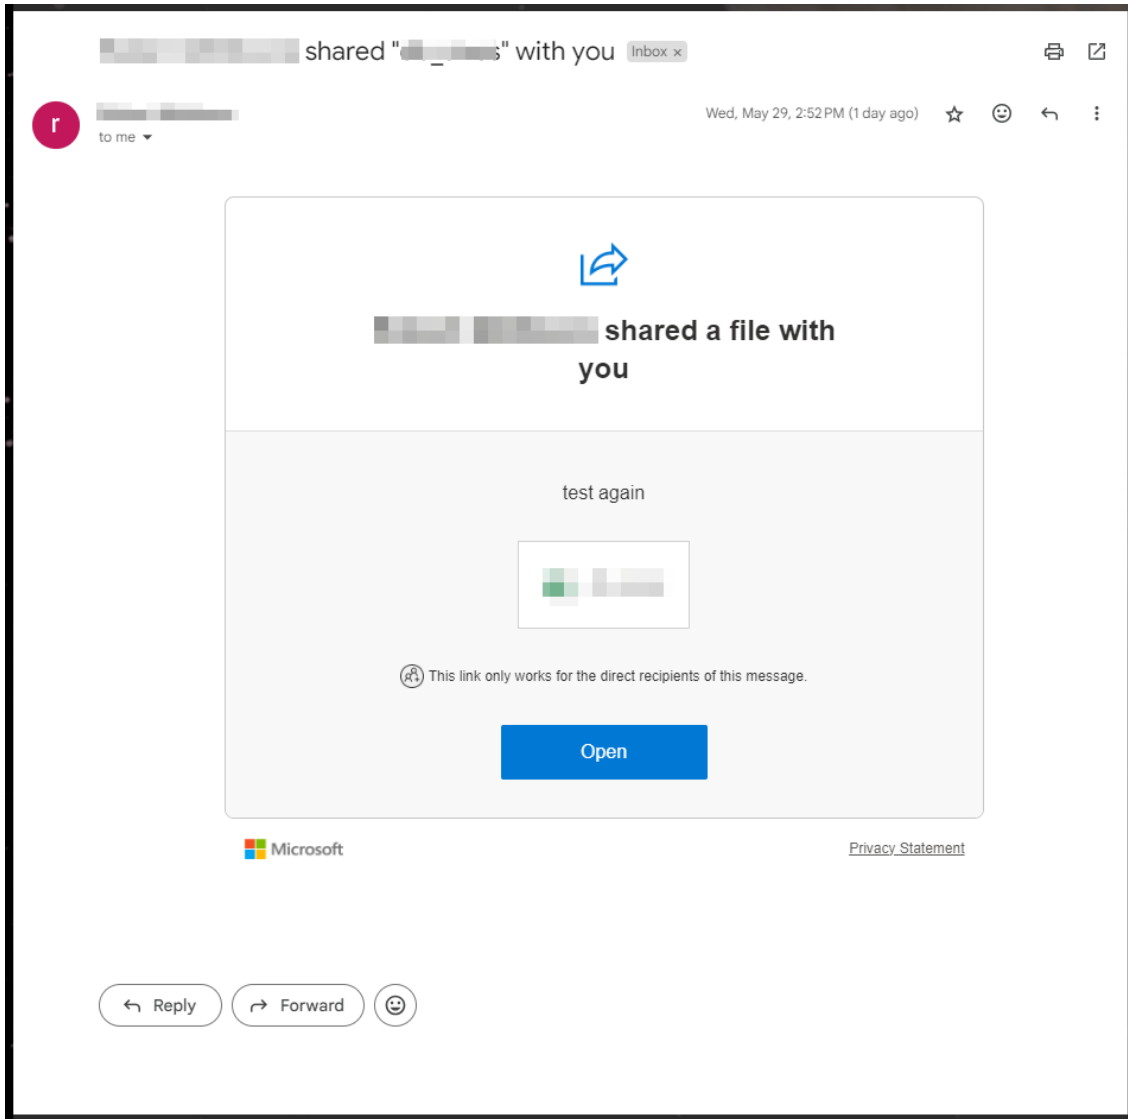 shared "          " with you Inbox ×
r
Wed, May 29, 2:52 PM (1 day ago)
to me
shared a file with
you
test again
This link only works for the direct recipients of this message.
Open
Microsoft
Privacy Statement
Reply
Forward